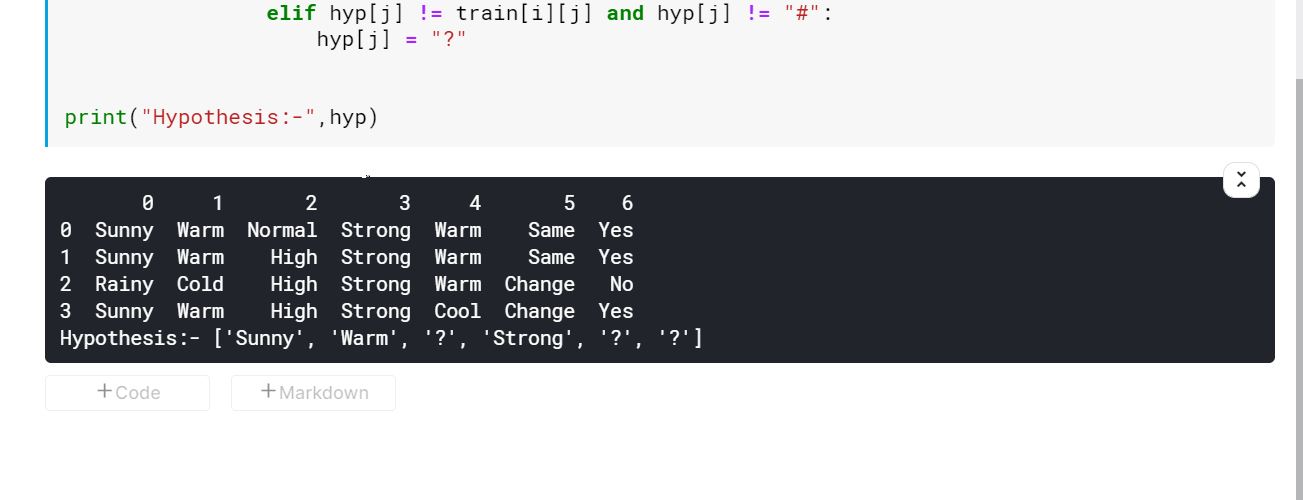 elif hyp[j] != train[i][j] and hyp[j] != "#":
hyp[j] = "?"
print("Hypothesis:-",hyp)
0 1 2 3 4 5 6
0 Sunny Warm Normal Strong Warm Same Yes
1 Sunny Warm High Strong Warm Same Yes
2 Rainy Cold High Strong Warm Change No
3 Sunny Warm High Strong Cool Change Yes
Hypothesis:- ['Sunny', 'Warm', '?', 'Strong', '?', '?']
+Code +Markdown